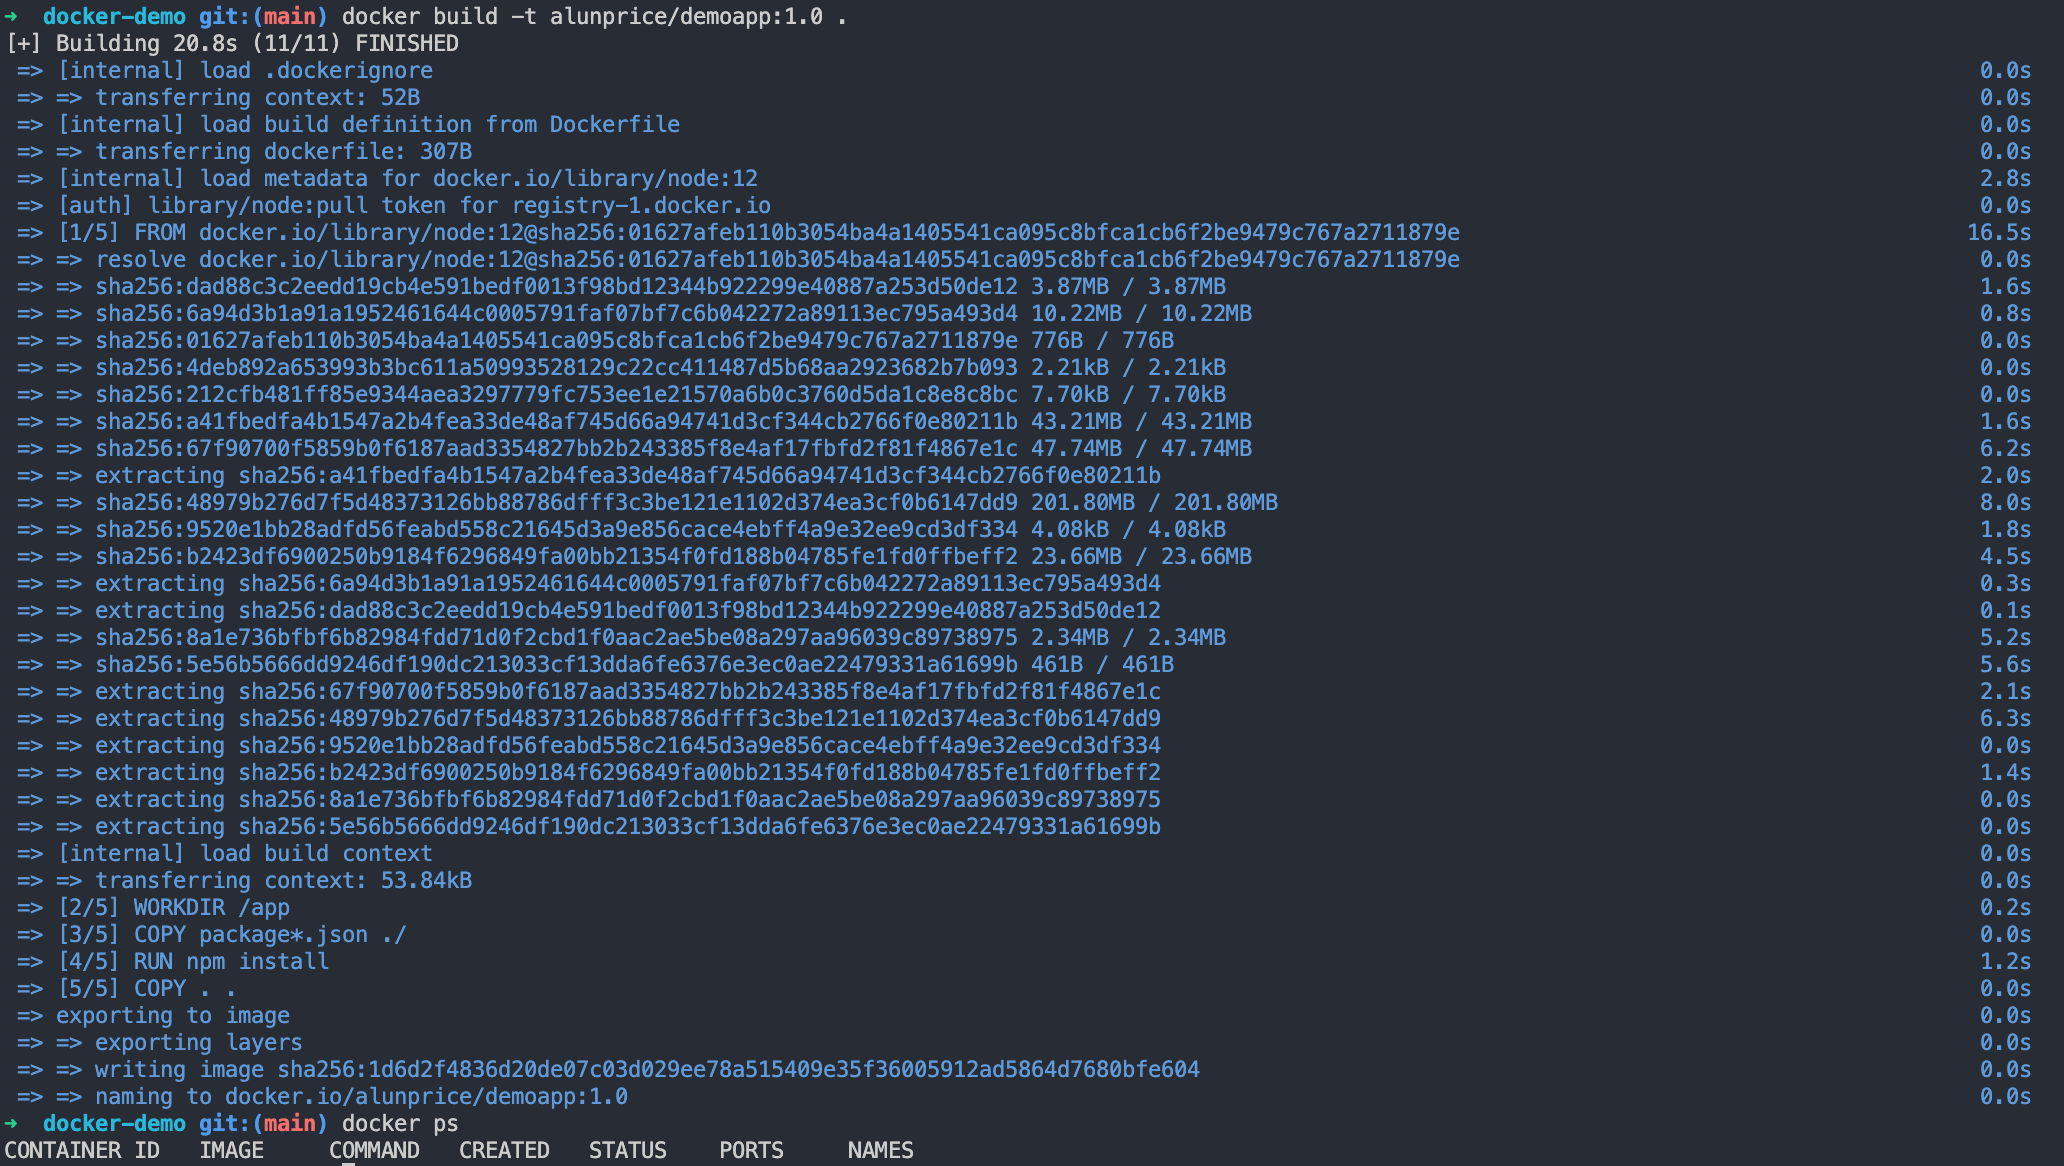 ➜  docker-demo git:(main) docker build -t alunprice/demoapp:1.0 .
[+] Building 20.8s (11/11) FINISHED
=> [internal] load .dockerignore 0.0s
=> => transferring context: 52B 0.0s
=> [internal] load build definition from Dockerfile 0.0s
=> => transferring dockerfile: 307B 0.0s
=> [internal] load metadata for docker.io/library/node:12 2.8s
=> [auth] library/node:pull token for registry-1.docker.io 0.0s
=> [1/5] FROM docker.io/library/node:12@sha256:01627afeb110b3054ba4a1405541ca095c8bfca1cb6f2be9479c767a2711879e 16.5s
=> => resolve docker.io/library/node:12@sha256:01627afeb110b3054ba4a1405541ca095c8bfca1cb6f2be9479c767a2711879e 0.0s
=> => sha256:dad88c3c2eedd19cb4e591bedf0013f98bd12344b922299e40887a253d50de12 3.87MB / 3.87MB 1.6s
=> => sha256:6a94d3b1a91a1952461644c0005791faf07bf7c6b042272a89113ec795a493d4 10.22MB / 10.22MB 0.8s
=> => sha256:01627afeb110b3054ba4a1405541ca095c8bfca1cb6f2be9479c767a2711879e 776B / 776B 0.0s
=> => sha256:4deb892a653993b3bc611a50993528129c22cc411487d5b68aa2923682b7b093 2.21kB / 2.21kB 0.0s
=> => sha256:212cfb481ff85e9344aea3297779fc753ee1e21570a6b0c3760d5da1c8e8c8bc 7.70kB / 7.70kB 0.0s
=> => sha256:a41fbedfa4b1547a2b4fea33de48af745d66a94741d3cf344cb2766f0e80211b 43.21MB / 43.21MB 1.6s
=> => sha256:67f90700f5859b0f6187aad3354827bb2b243385f8e4af17fbfd2f81f4867e1c 47.74MB / 47.74MB 6.2s
=> => extracting sha256:a41fbedfa4b1547a2b4fea33de48af745d66a94741d3cf344cb2766f0e80211b 2.0s
=> => sha256:48979b276d7f5d48373126bb88786dfff3c3be121e1102d374ea3cf0b6147dd9 201.80MB / 201.80MB 8.0s
=> => sha256:9520e1bb28adfd56feabd558c21645d3a9e856cace4ebff4a9e32ee9cd3df334 4.08kB / 4.08kB 1.8s
=> => sha256:b2423df6900250b9184f6296849fa00bb21354f0fd188b04785fe1fd0ffbeff2 23.66MB / 23.66MB 4.5s
=> => extracting sha256:6a94d3b1a91a1952461644c0005791faf07bf7c6b042272a89113ec795a493d4 0.3s
=> => extracting sha256:dad88c3c2eedd19cb4e591bedf0013f98bd12344b922299e40887a253d50de12 0.1s
=> => sha256:8a1e736bfbf6b82984fdd71d0f2cbd1f0aac2ae5be08a297aa96039c89738975 2.34MB / 2.34MB 5.2s
=> => sha256:5e56b5666dd9246df190dc213033cf13dda6fe6376e3ec0ae22479331a61699b 461B / 461B 5.6s
=> => extracting sha256:67f90700f5859b0f6187aad3354827bb2b243385f8e4af17fbfd2f81f4867e1c 2.1s
=> => extracting sha256:48979b276d7f5d48373126bb88786dfff3c3be121e1102d374ea3cf0b6147dd9 6.3s
=> => extracting sha256:9520e1bb28adfd56feabd558c21645d3a9e856cace4ebff4a9e32ee9cd3df334 0.0s
=> => extracting sha256:b2423df6900250b9184f6296849fa00bb21354f0fd188b04785fe1fd0ffbeff2 1.4s
=> => extracting sha256:8a1e736bfbf6b82984fdd71d0f2cbd1f0aac2ae5be08a297aa96039c89738975 0.0s
=> => extracting sha256:5e56b5666dd9246df190dc213033cf13dda6fe6376e3ec0ae22479331a61699b 0.0s
=> [internal] load build context 0.0s
=> => transferring context: 53.84kB 0.0s
=> [2/5] WORKDIR /app 0.2s
=> [3/5] COPY package*.json ./ 0.0s
=> [4/5] RUN npm install 1.2s
=> [5/5] COPY . . 0.0s
=> exporting to image 0.0s
=> => exporting layers 0.0s
=> => writing image sha256:1d6d2f4836d20de07c03d029ee78a515409e35f36005912ad5864d7680bfe604 0.0s
=> => naming to docker.io/alunprice/demoapp:1.0 0.0s
➜  docker-demo git:(main) docker ps
CONTAINER ID   IMAGE     COMMAND   CREATED   STATUS    PORTS     NAMES